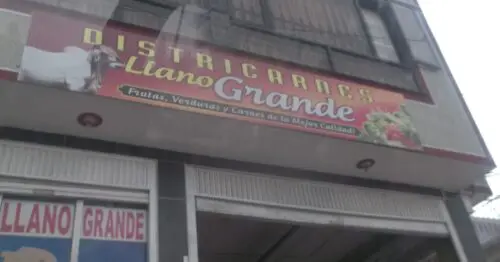 DISTRICARNES
Llano Grande
Frutas, Verduras y Carnes de la Mejor Calidad!
LLANO GRANDE